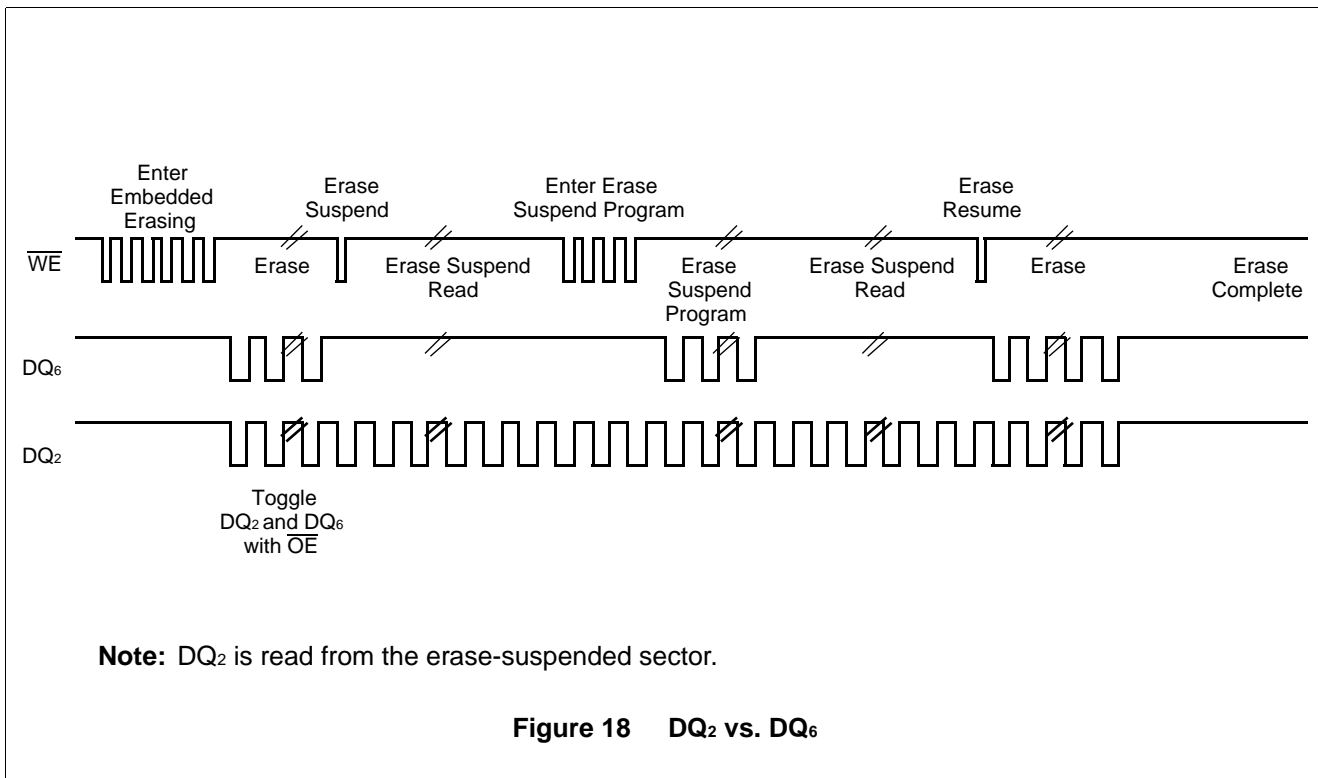 Enter
Embedded
Erasing
Erase
Suspend
Enter Erase
Suspend Program
Erase
Resume
WE
Erase
Erase Suspend
Read
Erase
Suspend
Program
Erase Suspend
Read
Erase
Erase
Complete
DQ6
DQ2
Toggle
DQ2 and DQ6
with OE
Note: DQ2 is read from the erase-suspended sector.
Figure 18 DQ2 vs. DQ6